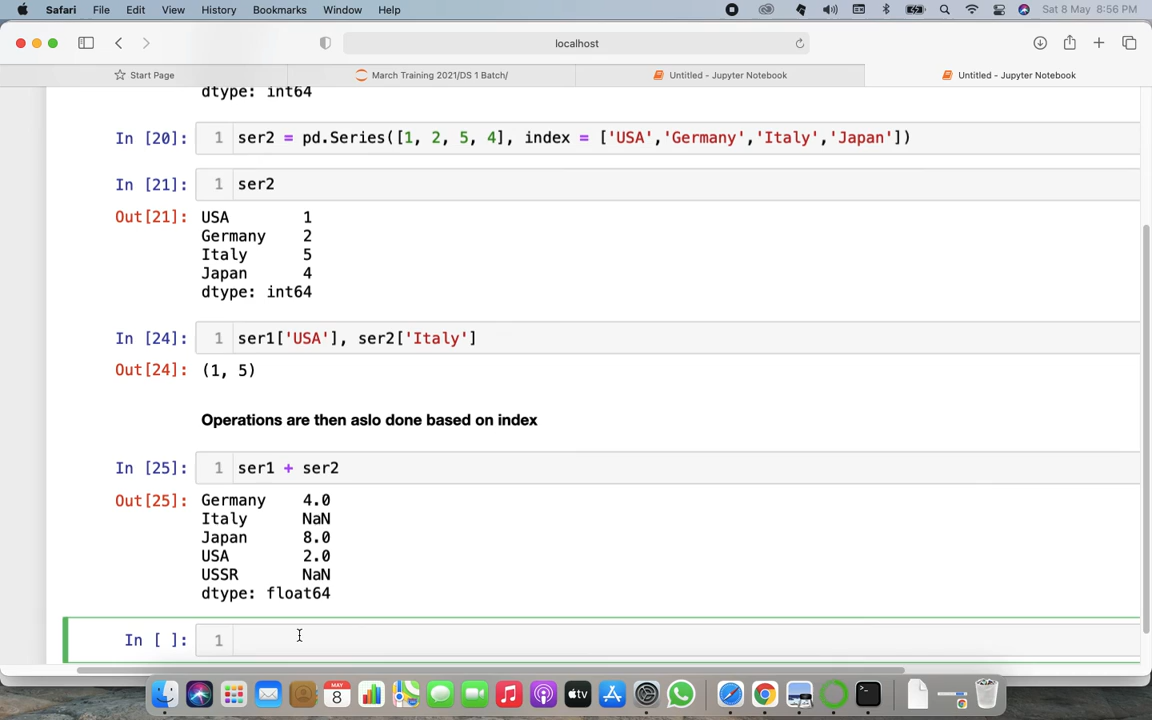 Safari File Edit View History Bookmarks Window Help Sat 8 May 8:56 PM
localhost
Start Page March Training 2021/DS 1 Batch/ Untitled - Jupyter Notebook Untitled - Jupyter Notebook
dtype: int64
In [20]: 1 ser2 = pd.Series([1, 2, 5, 4], index = ['USA','Germany','Italy','Japan'])
In [21]: 1 ser2
Out[21]: USA 1
Germany 2
Italy 5
Japan 4
dtype: int64
In [24]: 1 ser1['USA'], ser2['Italy']
Out[24]: (1, 5)
Operations are then aslo done based on index
In [25]: 1 ser1 + ser2
Out[25]: Germany 4.0
Italy NaN
Japan 8.0
USA 2.0
USSR NaN
dtype: float64
In [ ]: 1
MAY
8
tv